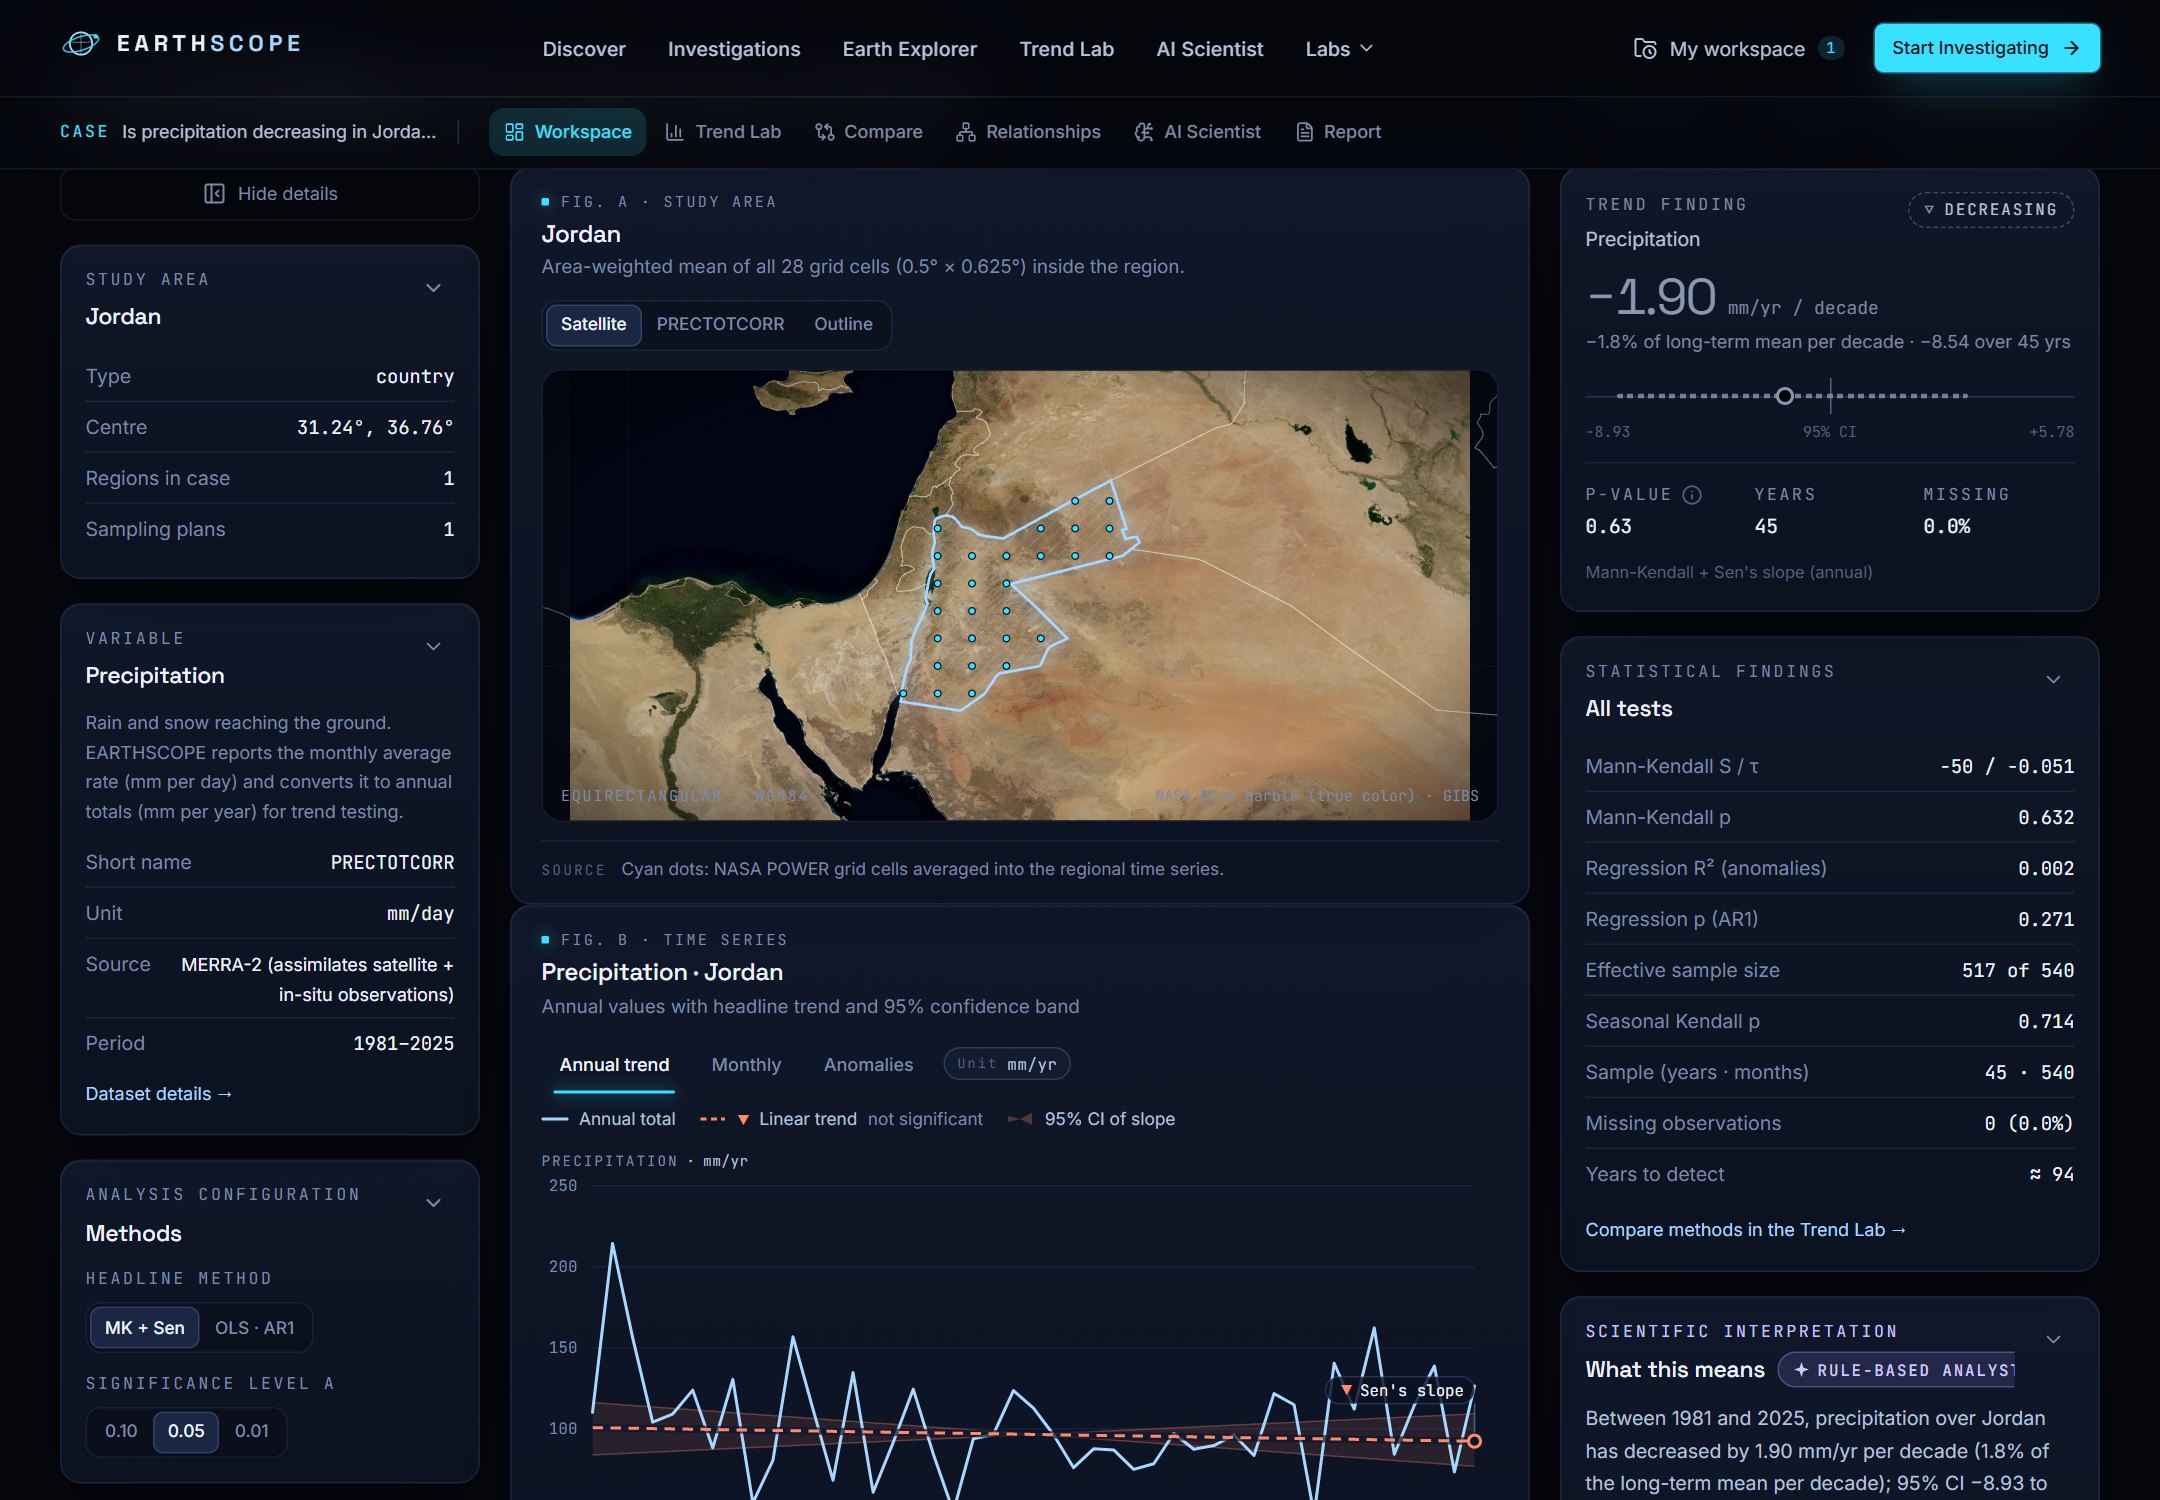 EARTHSCOPE
Discover
Investigations
Earth Explorer
Trend Lab
AI Scientist
Labs
My workspace 1
Start Investigating →
CASE Is precipitation decreasing in Jorda...
Workspace
Trend Lab
Compare
Relationships
AI Scientist
Report
Hide details
STUDY AREA
Jordan
Type country
Centre 31.24°, 36.76°
Regions in case 1
Sampling plans 1
VARIABLE
Precipitation
Rain and snow reaching the ground.
EARTHSCOPE reports the monthly average
rate (mm per day) and converts it to annual
totals (mm per year) for trend testing.
Short name PRECTOTCORR
Unit mm/day
Source MERRA-2 (assimilates satellite +
in-situ observations)
Period 1981–2025
Dataset details →
ANALYSIS CONFIGURATION
Methods
HEADLINE METHOD
MK + Sen OLS · AR1
SIGNIFICANCE LEVEL Α
0.10 0.05 0.01
FIG. A · STUDY AREA
Jordan
Area-weighted mean of all 28 grid cells (0.5° × 0.625°) inside the region.
Satellite PRECTOTCORR Outline
EQUIRECTANGULAR · WGS84
NASA Blue Marble (true color) · GIBS
SOURCE Cyan dots: NASA POWER grid cells averaged into the regional time series.
FIG. B · TIME SERIES
Precipitation · Jordan
Annual values with headline trend and 95% confidence band
Annual trend Monthly Anomalies Unit mm/yr
Annual total ▼ Linear trend not significant 95% CI of slope
PRECIPITATION · mm/yr
250
200
150
▼ Sen's slope
100
TREND FINDING
▽ DECREASING
Precipitation
−1.90 mm/yr / decade
−1.8% of long-term mean per decade · −8.54 over 45 yrs
-8.93 95% CI +5.78
P-VALUE YEARS MISSING
0.63 45 0.0%
Mann-Kendall + Sen's slope (annual)
STATISTICAL FINDINGS
All tests
Mann-Kendall S / τ -50 / -0.051
Mann-Kendall p 0.632
Regression R² (anomalies) 0.002
Regression p (AR1) 0.271
Effective sample size 517 of 540
Seasonal Kendall p 0.714
Sample (years · months) 45 · 540
Missing observations 0 (0.0%)
Years to detect ≈ 94
Compare methods in the Trend Lab →
SCIENTIFIC INTERPRETATION
What this means RULE-BASED ANALYST
Between 1981 and 2025, precipitation over Jordan
has decreased by 1.90 mm/yr per decade (1.8% of
the long-term mean per decade); 95% CI −8.93 to